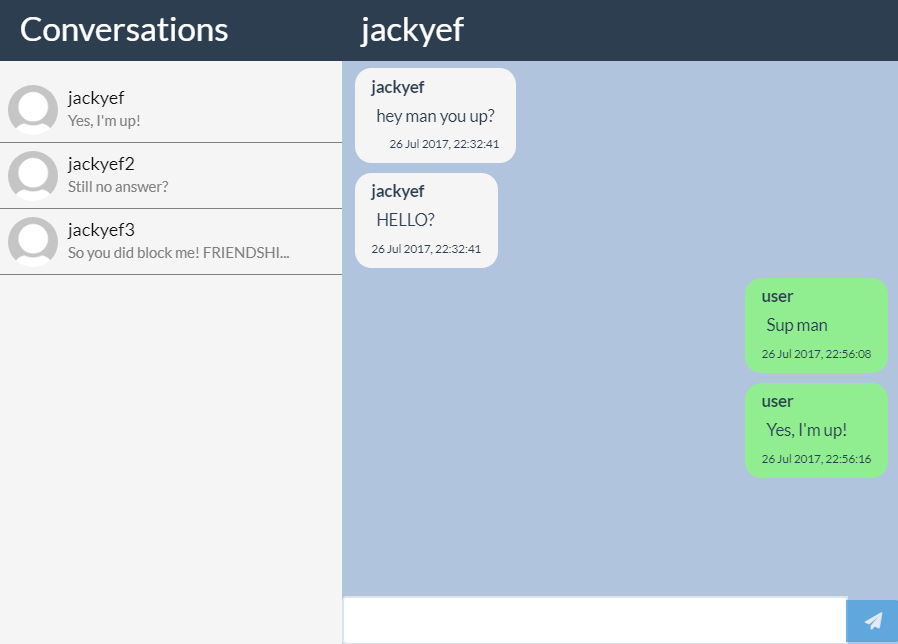 Conversations
jackyef
jackyef
Yes, I'm up!
jackyef2
Still no answer?
jackyef3
So you did block me! FRIENDSHI...
jackyef
hey man you up?
26 Jul 2017, 22:32:41
jackyef
HELLO?
26 Jul 2017, 22:32:41
user
Sup man
26 Jul 2017, 22:56:08
user
Yes, I'm up!
26 Jul 2017, 22:56:16